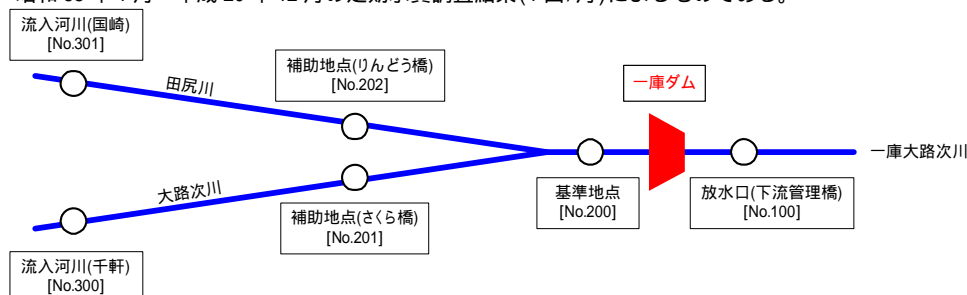 流入河川(国崎)
[No.301]
補助地点(りんどう橋)
[No.202]
一庫ダム
田尻川
一庫大路次川
大路次川
基準地点
[No.200]
放水口(下流管理橋)
[No.100]
補助地点(さくら橋)
[No.201]
流入河川(千軒)
[No.300]